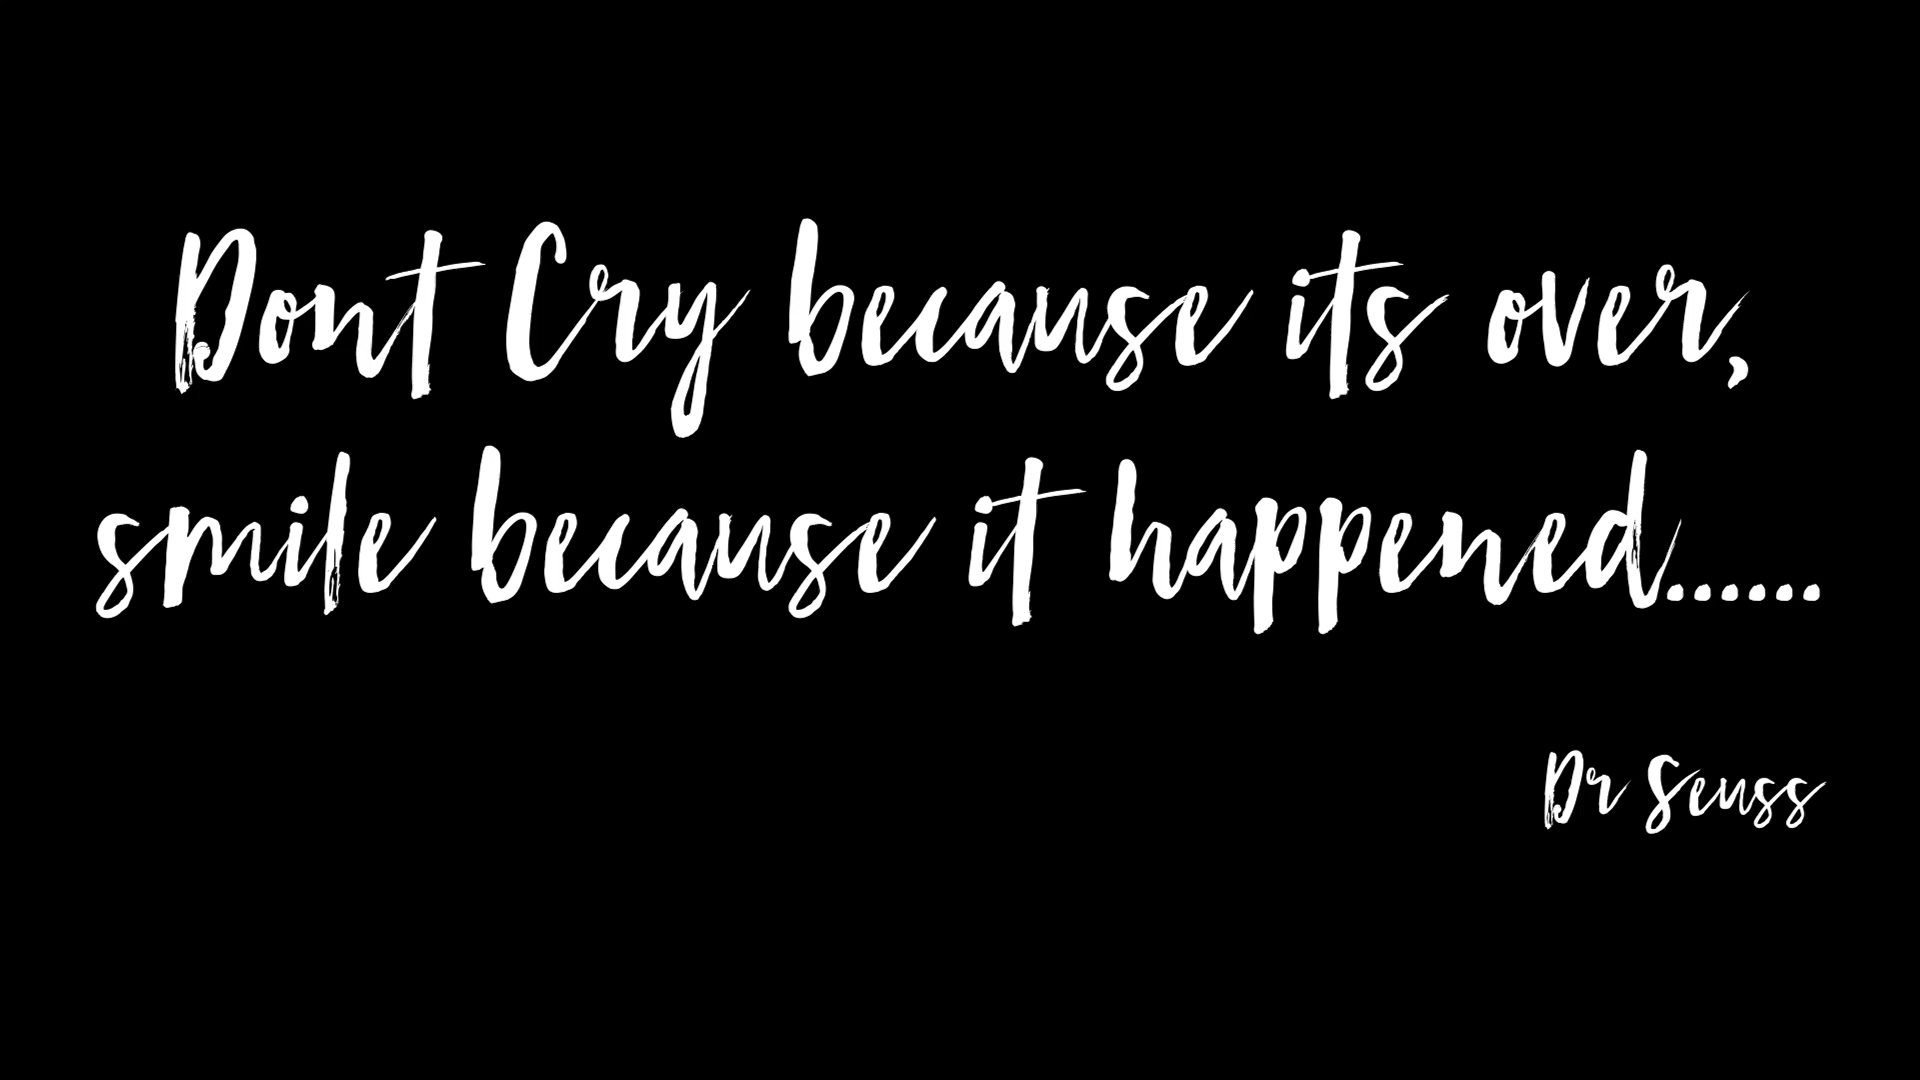 Dont Cry because its over,
smile because it happened......
Dr Seuss